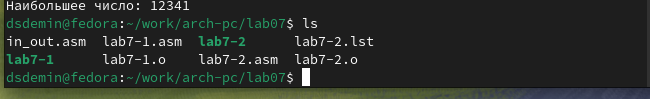 Наибольшее число: 12341
dsdemin@fedora:~/work/arch-pc/lab07$ ls
in_out.asm  lab7-1.asm  lab7-2      lab7-2.lst
lab7-1      lab7-1.o    lab7-2.asm  lab7-2.o
dsdemin@fedora:~/work/arch-pc/lab07$